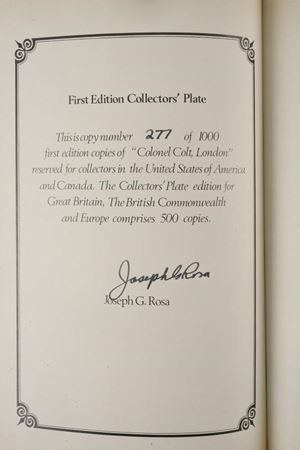 First Edition Collectors' Plate
This is copy number 277 of 1000
first edition copies of "Colonel Colt, London"
reserved for collectors in the United States of America
and Canada. The Collectors' Plate edition for
Great Britain, The British Commonwealth
and Europe comprises 500 copies.
Joseph G. Rosa
Joseph G. Rosa